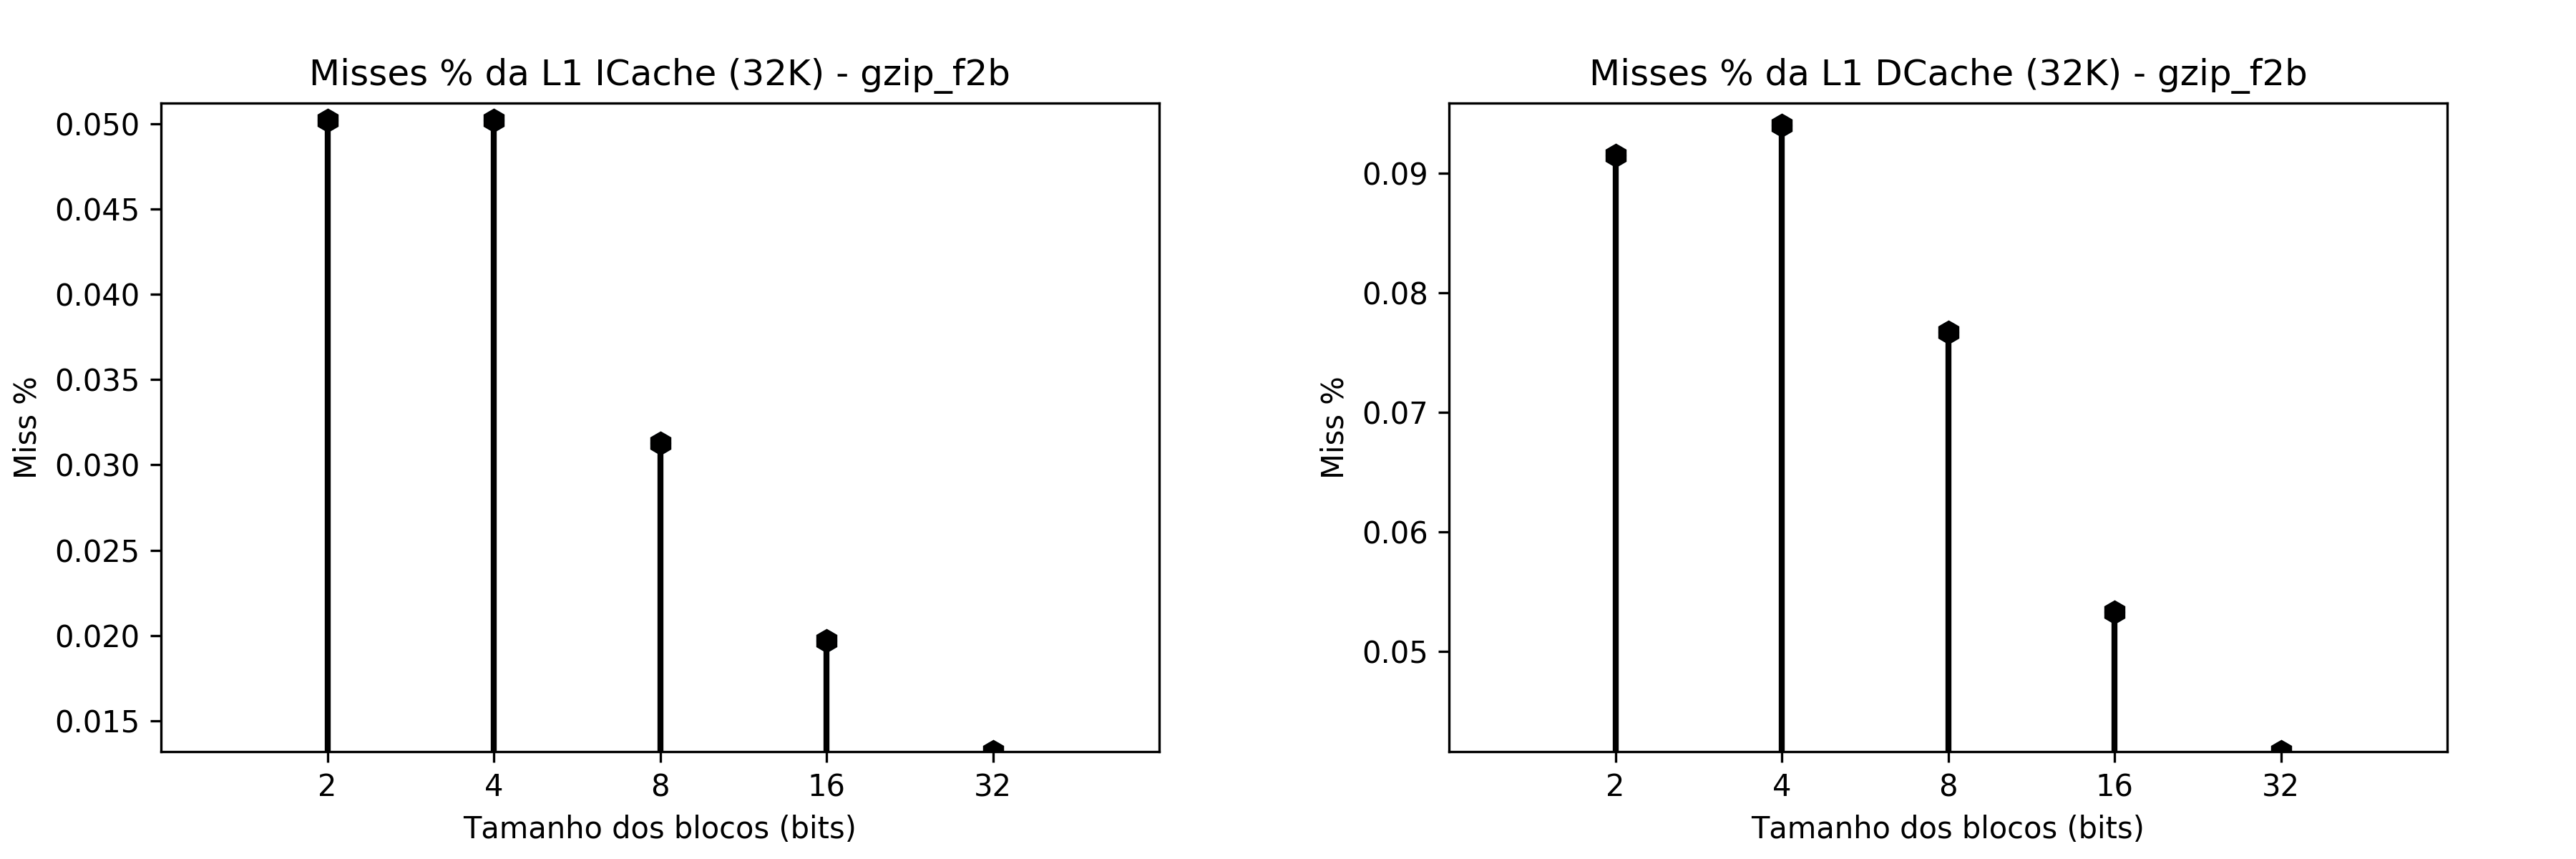 Misses % da L1 ICache (32K) - gzip_f2b
0.050
0.045
0.040
0.035
0.030
0.025
0.020
0.015
Miss %
2 4 8 16 32
Tamanho dos blocos (bits)
Misses % da L1 DCache (32K) - gzip_f2b
0.09
0.08
0.07
0.06
0.05
Miss %
2 4 8 16 32
Tamanho dos blocos (bits)